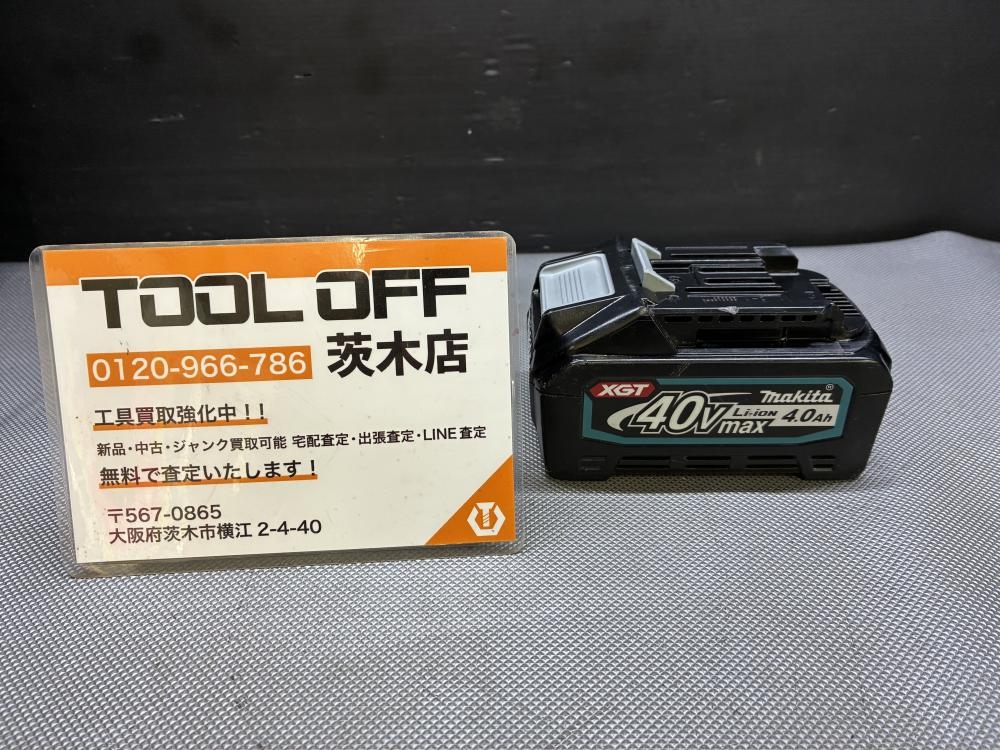 TOOL OFF
0120-966-786 茨木店
工具買取強化中！！
新品・中古・ジャンク買取可能 宅配査定・出張査定・LINE査定
無料で査定いたします！
〒567-0865
大阪府茨木市横江 2-4-40
XGT
makita®
40Vmax
Li-ion 4.0Ah